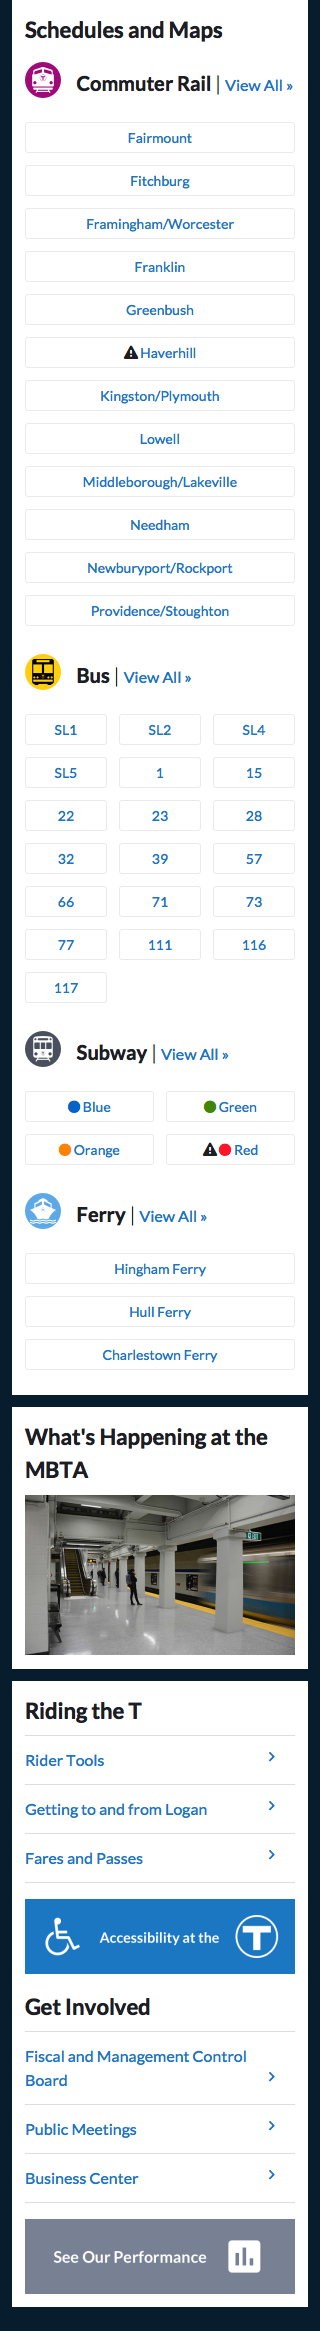 Schedules and Maps
Commuter Rail | View All »
Fairmount
Fitchburg
Framingham/Worcester
Franklin
Greenbush
Haverhill
Kingston/Plymouth
Lowell
Middleborough/Lakeville
Needham
Newburyport/Rockport
Providence/Stoughton
Bus | View All »
SL1 SL2 SL4
SL5 1 15
22 23 28
32 39 57
66 71 73
77 111 116
117
Subway | View All »
Blue Green
Orange Red
Ferry | View All »
Hingham Ferry
Hull Ferry
Charlestown Ferry
What's Happening at the
MBTA
Riding the T
Rider Tools
Getting to and from Logan
Fares and Passes
Accessibility at the T
Get Involved
Fiscal and Management Control
Board
Public Meetings
Business Center
See Our Performance